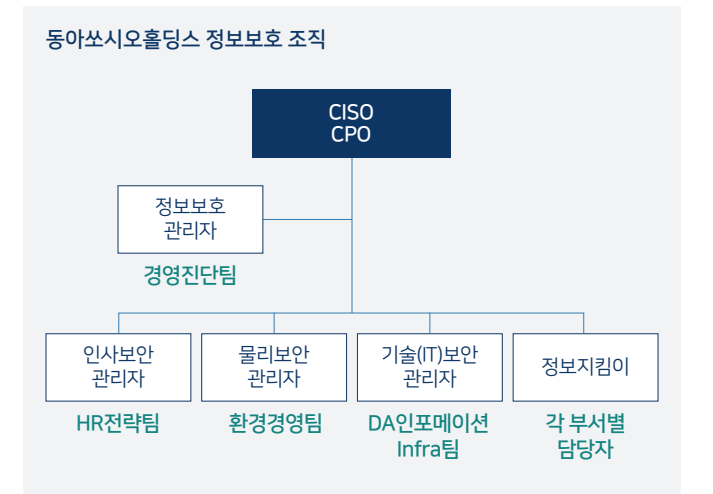 동아쏘시오홀딩스 정보보호 조직
CISO
CPO
정보보호
관리자
경영진단팀
인사보안
관리자
HR전략팀
물리보안
관리자
환경경영팀
기술(IT)보안
관리자
DA인포메이션
Infra팀
정보지킴이
각 부서별
담당자